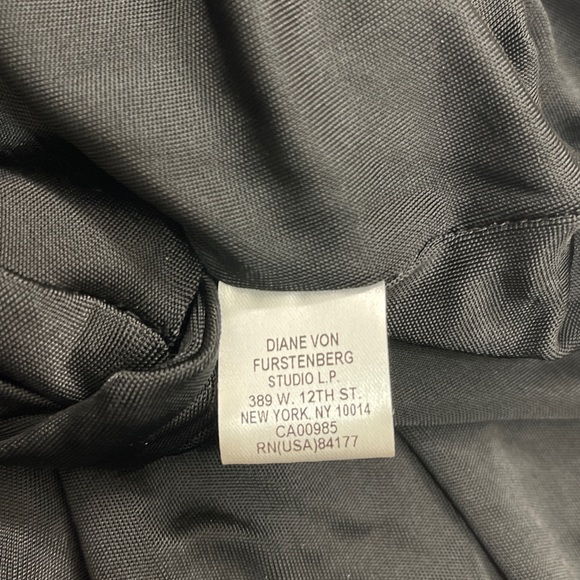 DIANE VON
FURSTENBERG
STUDIO L.P.
389 W. 12TH ST.
NEW YORK, NY 10014
CA00985
RN(USA)84177